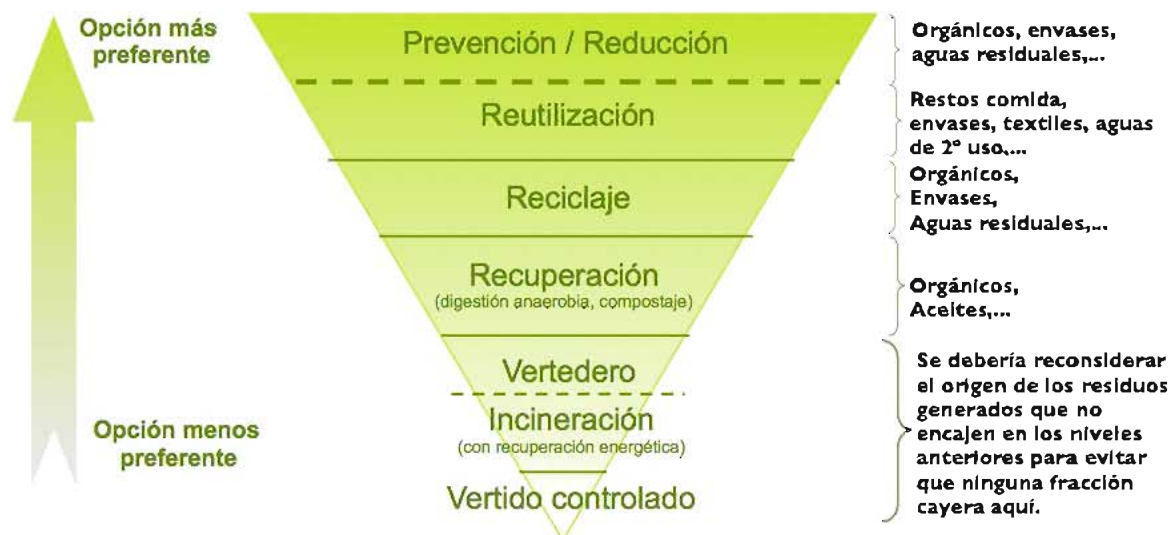 Opción más
preferente
Prevención / Reducción
Orgánicos, envases,
aguas residuales,...
Reutilización
Restos comida,
envases, textiles, aguas
de 2º uso,...
Reciclaje
Orgánicos,
Envases,
Aguas residuales,...
Recuperación
(digestión anaerobia, compostaje)
Orgánicos,
Aceites,...
Vertedero
Incineración
(con recuperación energética)
Vertido controlado
Opción menos
preferente
Se debería reconsiderar
el origen de los residuos
generados que no
encajen en los niveles
anteriores para evitar
que ninguna fracción
cayera aquí.